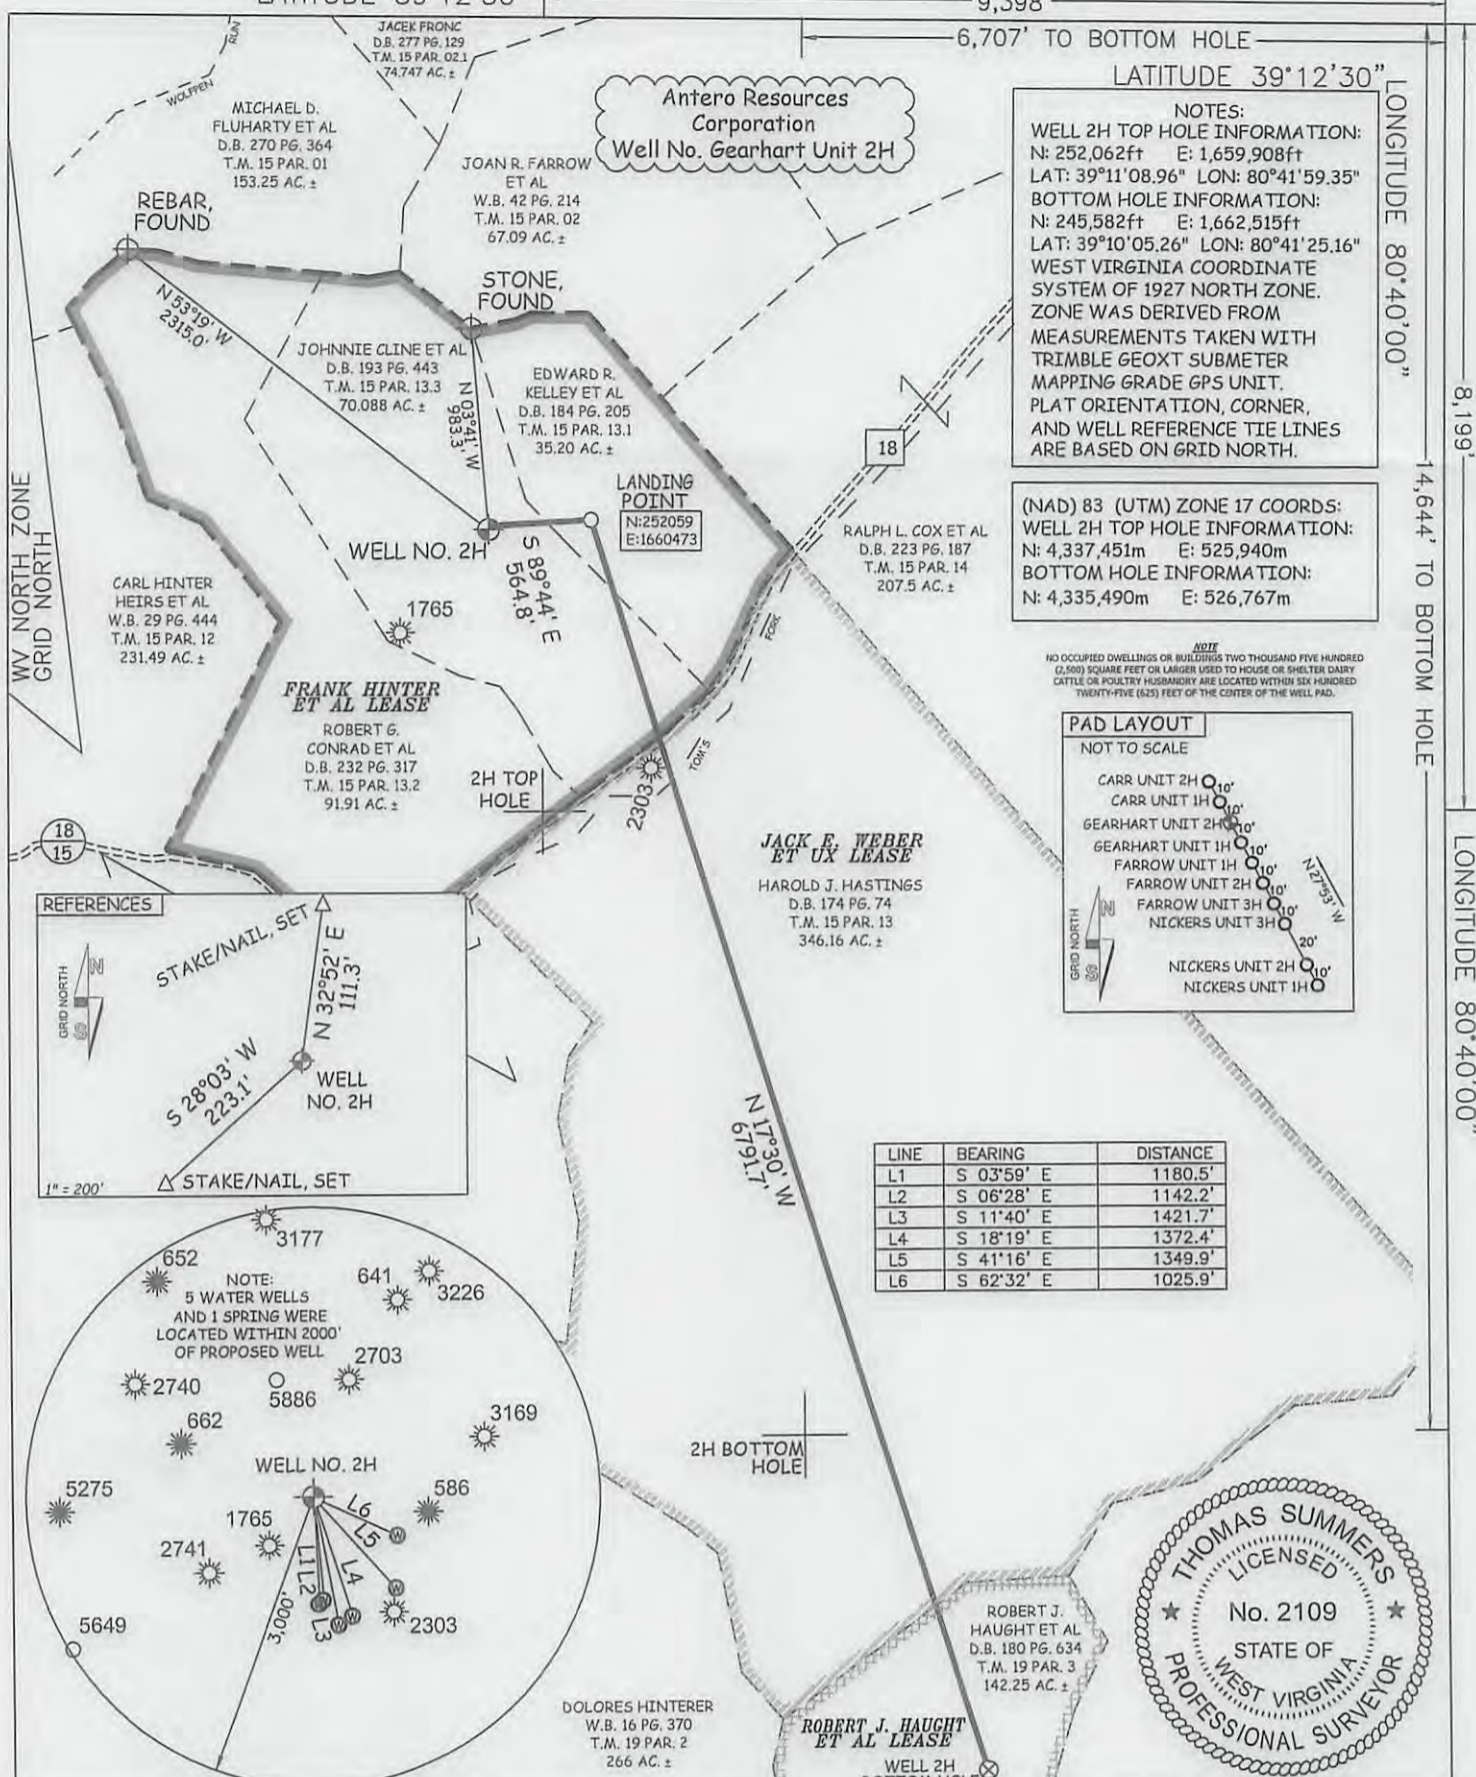 9,398'
6,707' TO BOTTOM HOLE
LATITUDE 39°12'30"
LONGITUDE 80°40'00"
8,199'
14,644' TO BOTTOM HOLE
LONGITUDE 80°40'00"
RUN
WOLFPEN
JACEK FRONC
D.B. 277 PG. 129
T.M. 15 PAR. 02.1
74.747 AC. ±
MICHAEL D.
FLUHARTY ET AL
D.B. 270 PG. 364
T.M. 15 PAR. 01
153.25 AC. ±
JOAN R. FARROW
ET AL
W.B. 42 PG. 214
T.M. 15 PAR. 02
67.09 AC. ±
Antero Resources
Corporation
Well No. Gearhart Unit 2H
NOTES:
WELL 2H TOP HOLE INFORMATION:
N: 252,062ft E: 1,659,908ft
LAT: 39°11'08.96" LON: 80°41'59.35"
BOTTOM HOLE INFORMATION:
N: 245,582ft E: 1,662,515ft
LAT: 39°10'05.26" LON: 80°41'25.16"
WEST VIRGINIA COORDINATE
SYSTEM OF 1927 NORTH ZONE.
ZONE WAS DERIVED FROM
MEASUREMENTS TAKEN WITH
TRIMBLE GEOXT SUBMETER
MAPPING GRADE GPS UNIT.
PLAT ORIENTATION, CORNER,
AND WELL REFERENCE TIE LINES
ARE BASED ON GRID NORTH.
(NAD) 83 (UTM) ZONE 17 COORDS:
WELL 2H TOP HOLE INFORMATION:
N: 4,337,451m E: 525,940m
BOTTOM HOLE INFORMATION:
N: 4,335,490m E: 526,767m
NOTE
NO OCCUPIED DWELLINGS OR BUILDINGS TWO THOUSAND FIVE HUNDRED
(2,500) SQUARE FEET OR LARGER USED TO HOUSE OR SHELTER DAIRY
CATTLE OR POULTRY HUSBANDRY ARE LOCATED WITHIN SIX HUNDRED
TWENTY-FIVE (625) FEET OF THE CENTER OF THE WELL PAD.
REBAR,
FOUND
STONE,
FOUND
N 53°19' W
2315.0'
N 03°41' W
983.3'
JOHNNIE CLINE ET AL
D.B. 193 PG. 443
T.M. 15 PAR. 13.3
70.088 AC. ±
EDWARD R.
KELLEY ET AL
D.B. 184 PG. 205
T.M. 15 PAR. 13.1
35.20 AC. ±
18
LANDING
POINT
N:252059
E:1660473
WELL NO. 2H
S 89°44' E
564.8'
RALPH L. COX ET AL
D.B. 223 PG. 187
T.M. 15 PAR. 14
207.5 AC. ±
WV NORTH ZONE
GRID NORTH
CARL HINTER
HEIRS ET AL
W.B. 29 PG. 444
T.M. 15 PAR. 12
231.49 AC. ±
1765
FORK
TOM'S
FRANK HINTER
ET AL LEASE
ROBERT G.
CONRAD ET AL
D.B. 232 PG. 317
T.M. 15 PAR. 13.2
91.91 AC. ±
2H TOP
HOLE
2303
18
15
JACK E. WEBER
ET UX LEASE
HAROLD J. HASTINGS
D.B. 174 PG. 74
T.M. 15 PAR. 13
346.16 AC. ±
PAD LAYOUT
NOT TO SCALE
CARR UNIT 2H
10'
CARR UNIT 1H
10'
GEARHART UNIT 2H
10'
GEARHART UNIT 1H
10'
FARROW UNIT 1H
10'
FARROW UNIT 2H
10'
FARROW UNIT 3H
10'
NICKERS UNIT 3H
20'
NICKERS UNIT 2H
10'
NICKERS UNIT 1H
N 27°53' W
GRID NORTH
N
S
REFERENCES
STAKE/NAIL, SET
N 32°52' E
111.3'
GRID NORTH
N
S
S 28°03' W
223.1'
WELL
NO. 2H
STAKE/NAIL, SET
1" = 200'
N 17°30' W
6791.7'
LINE BEARING DISTANCE
L1 S 03°59' E 1180.5'
L2 S 06°28' E 1142.2'
L3 S 11°40' E 1421.7'
L4 S 18°19' E 1372.4'
L5 S 41°16' E 1349.9'
L6 S 62°32' E 1025.9'
3177
652
NOTE:
5 WATER WELLS
AND 1 SPRING WERE
LOCATED WITHIN 2000'
OF PROPOSED WELL
641
3226
2703
2740
5886
662
3169
WELL NO. 2H
5275
586
1765
2741
L6
L5
L4
L1
L2
L3
W
W
W
W
2303
5649
3,000'
2H BOTTOM
HOLE
DOLORES HINTERER
W.B. 16 PG. 370
T.M. 19 PAR. 2
266 AC. ±
ROBERT J.
HAUGHT ET AL
D.B. 180 PG. 634
T.M. 19 PAR. 3
142.25 AC. ±
ROBERT J. HAUGHT
ET AL LEASE
WELL 2H
THOMAS SUMMERS
LICENSED
No. 2109
STATE OF
WEST VIRGINIA
PROFESSIONAL SURVEYOR